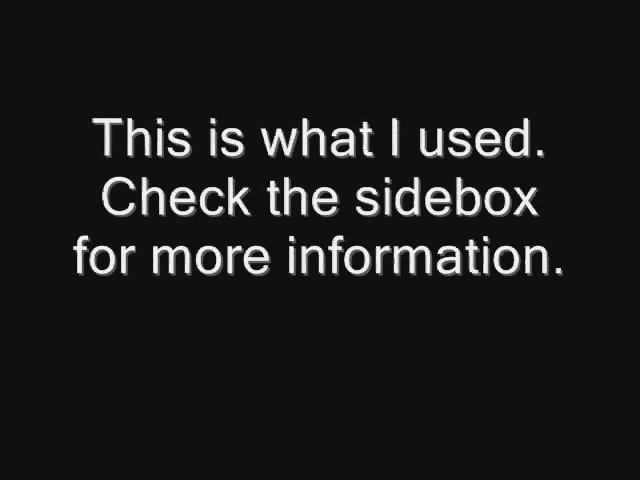 This is what I used.
Check the sidebox
for more information.